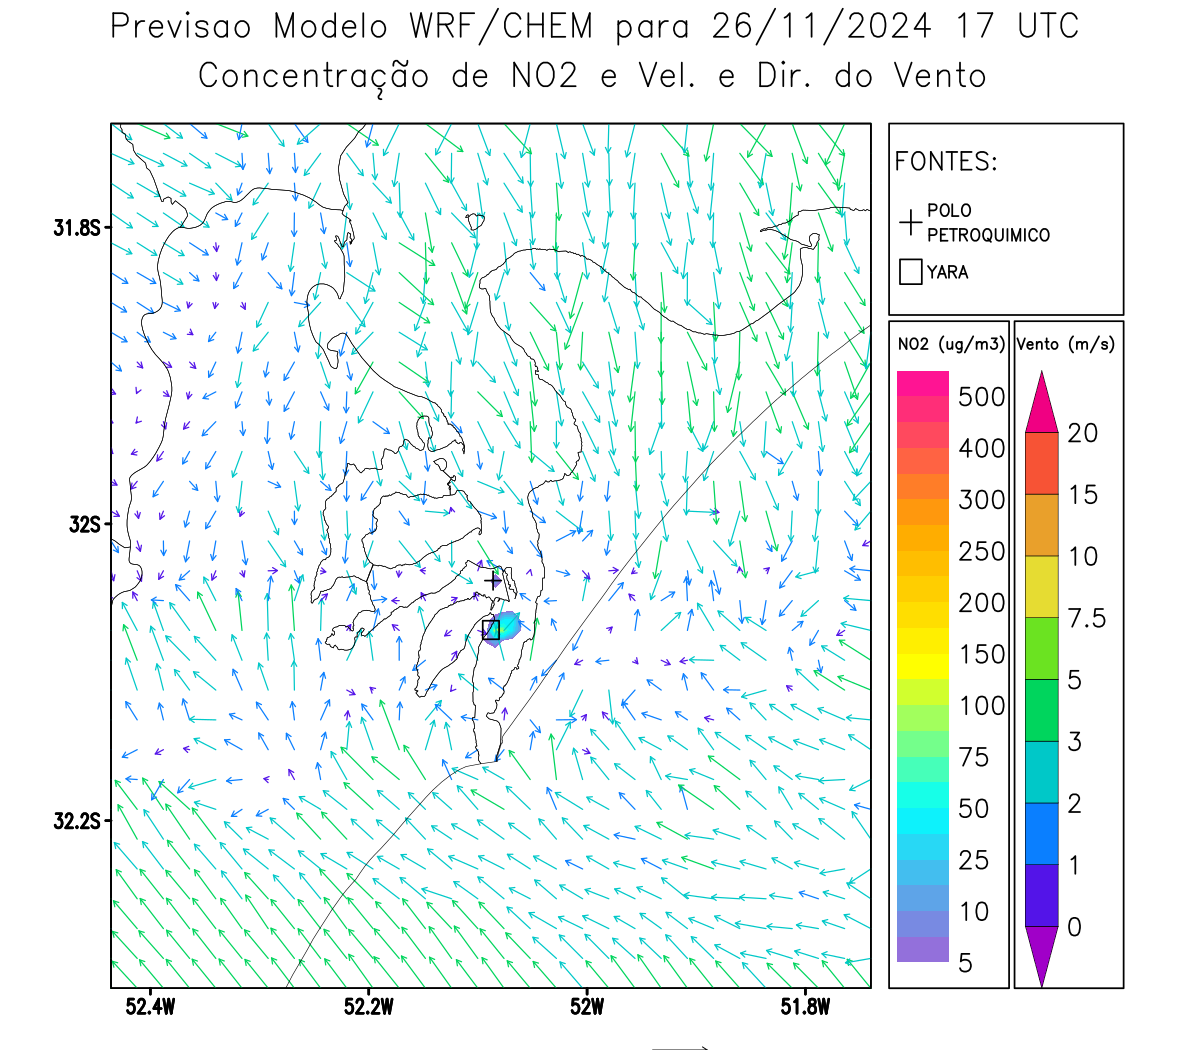 Previsao Modelo WRF/CHEM para 26/11/2024 17 UTC
Concentração de NO2 e Vel. e Dir. do Vento
FONTES:
POLO
PETROQUIMICO
YARA
NO2 (ug/m3)
500
400
300
250
200
150
100
75
50
25
10
5
Vento (m/s)
20
15
10
7.5
5
3
2
1
0
31.8S
32S
32.2S
52.4W
52.2W
52W
51.8W